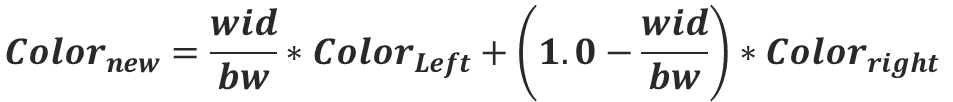 Color_new = wid/bw * Color_Left + (1.0 − wid/bw) * Color_right